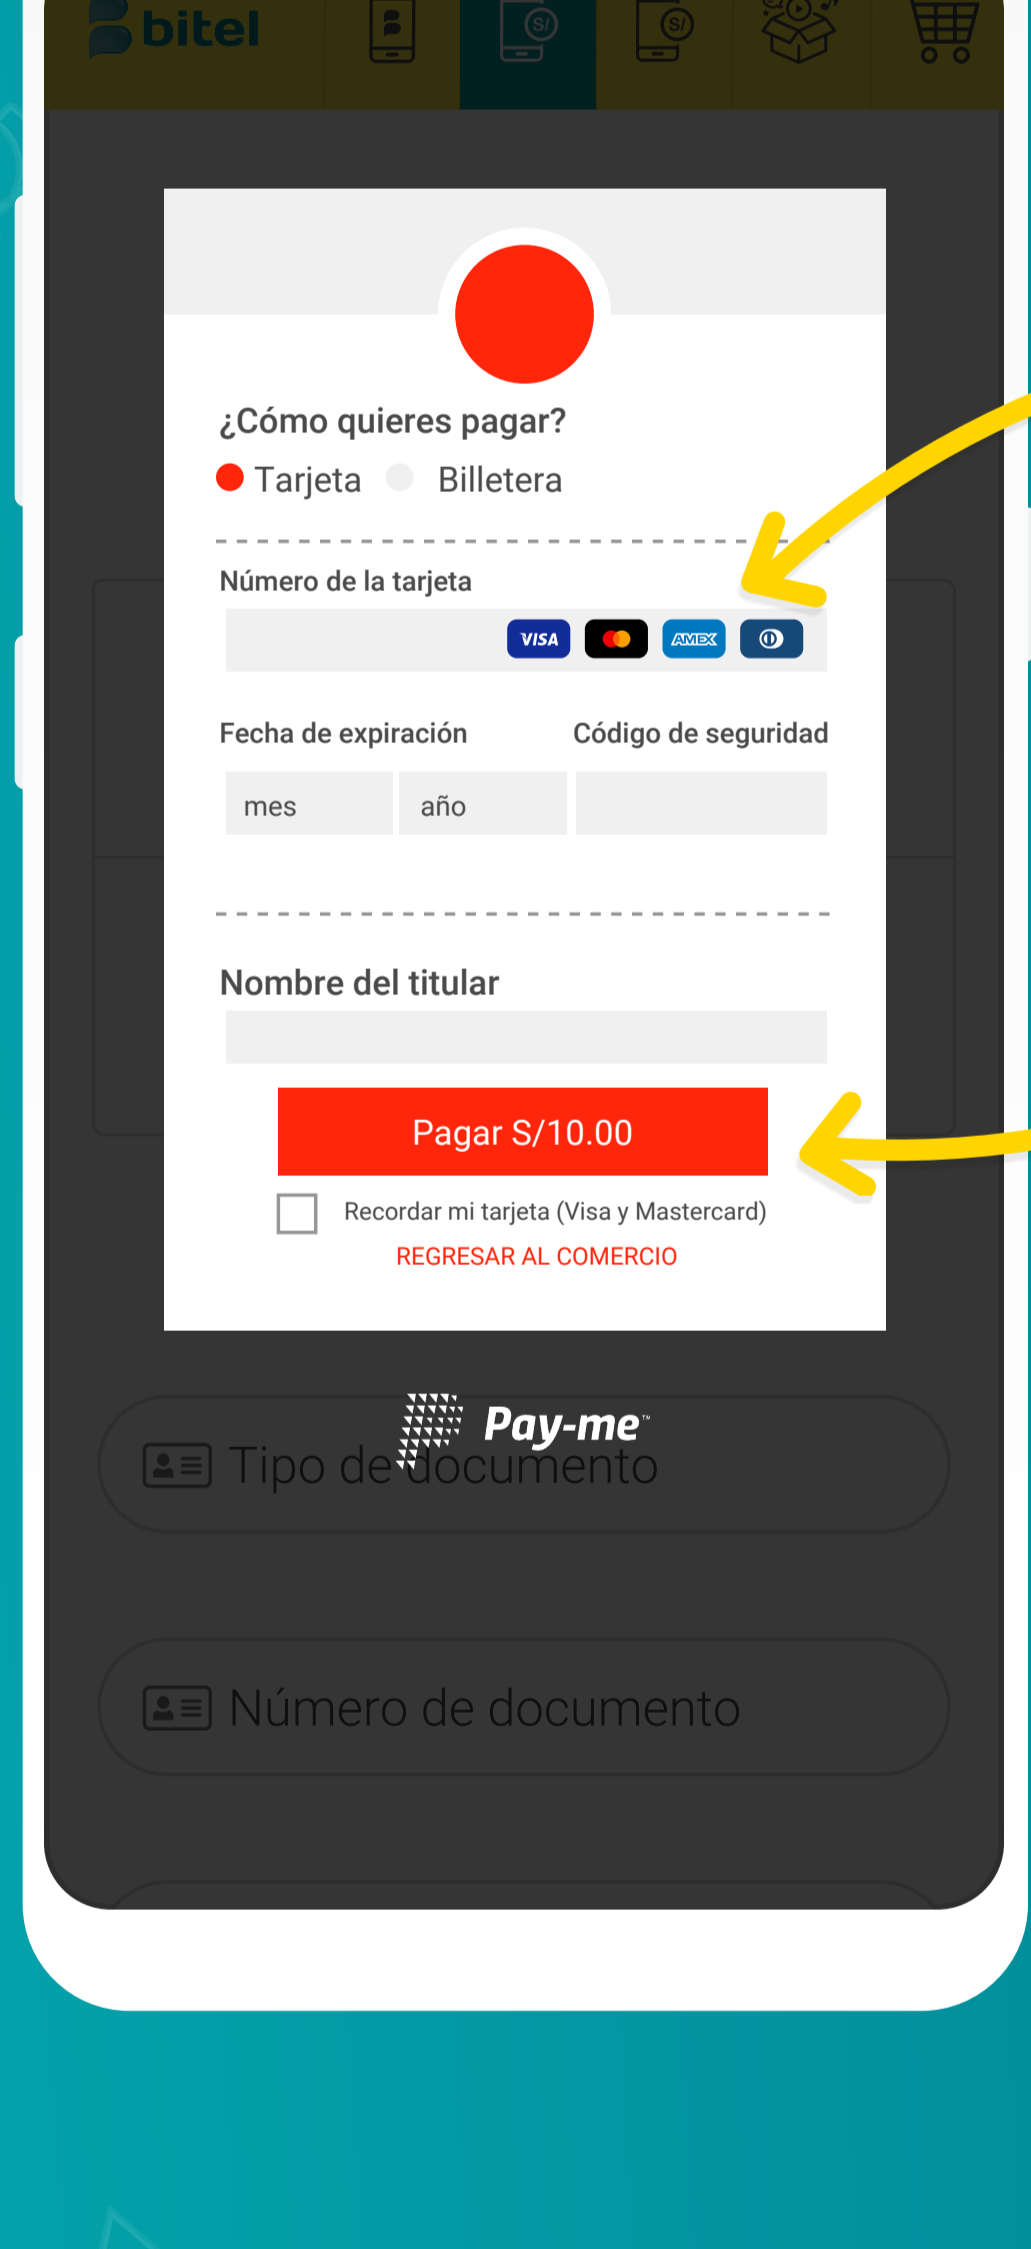 bitel
S/
S/
¿Cómo quieres pagar?
Tarjeta Billetera
Número de la tarjeta
VISA AMEX
Fecha de expiración Código de seguridad
mes año
Nombre del titular
Pagar S/10.00
Recordar mi tarjeta (Visa y Mastercard)
REGRESAR AL COMERCIO
Pay-me™
Tipo de documento
Número de documento